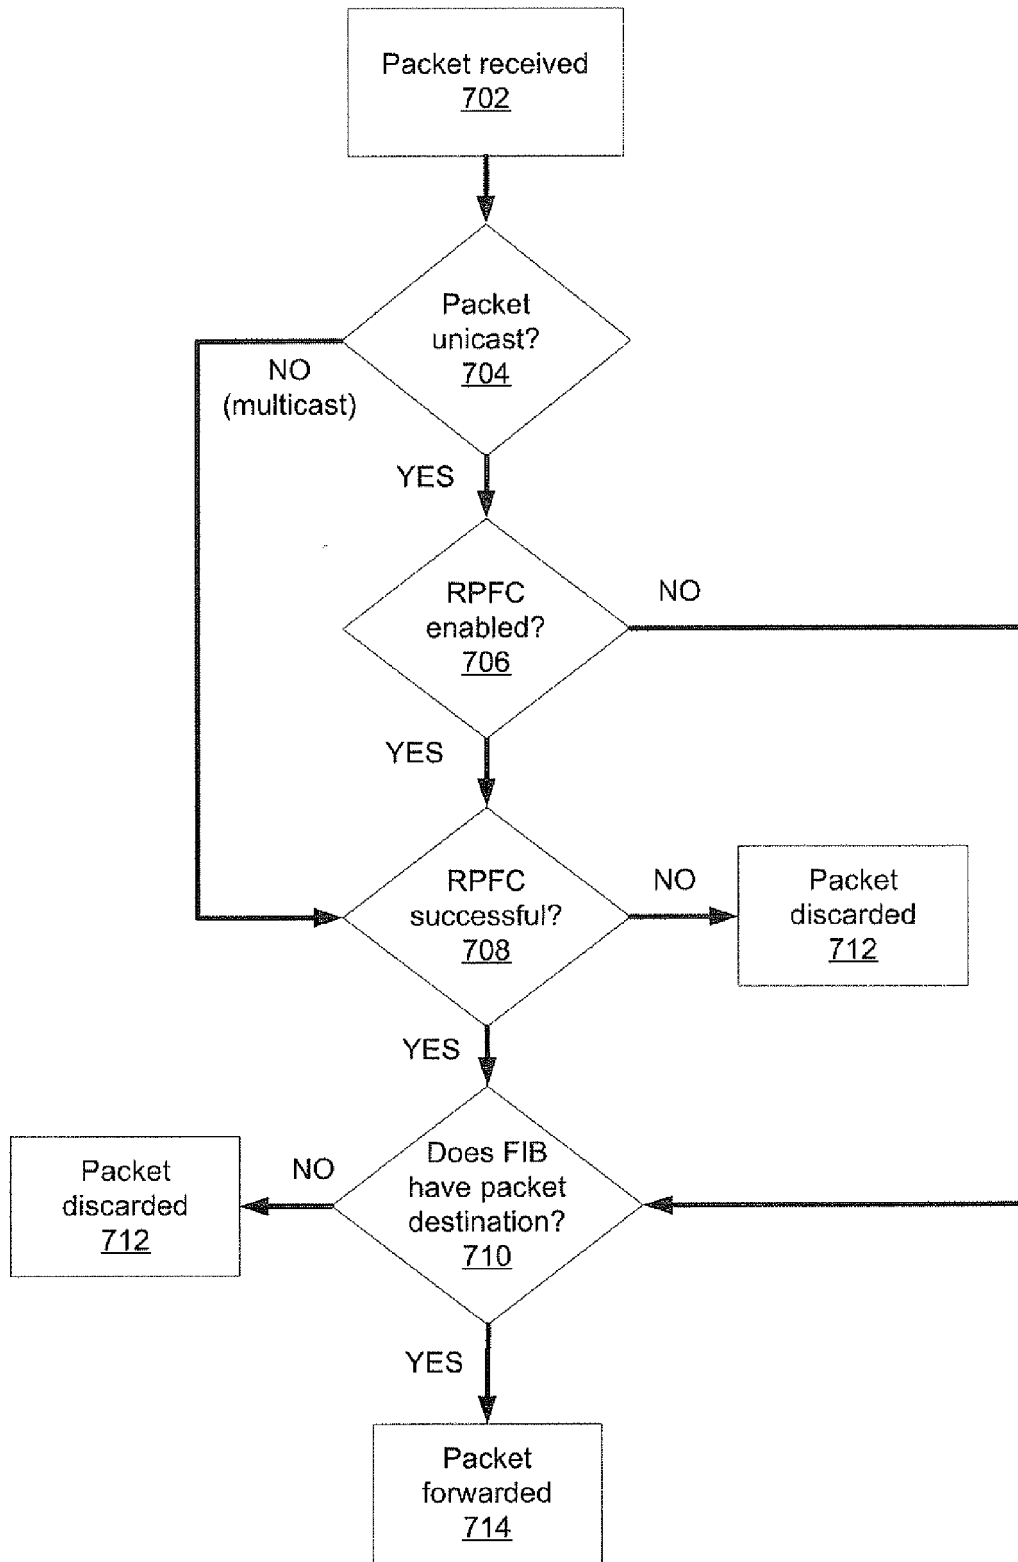 Packet received
702
Packet
unicast?
704
NO
(multicast)
YES
RPFC
enabled?
706
NO
YES
RPFC
successful?
708
NO
Packet
discarded
712
YES
Does FIB
have packet
destination?
710
NO
Packet
discarded
712
YES
Packet
forwarded
714